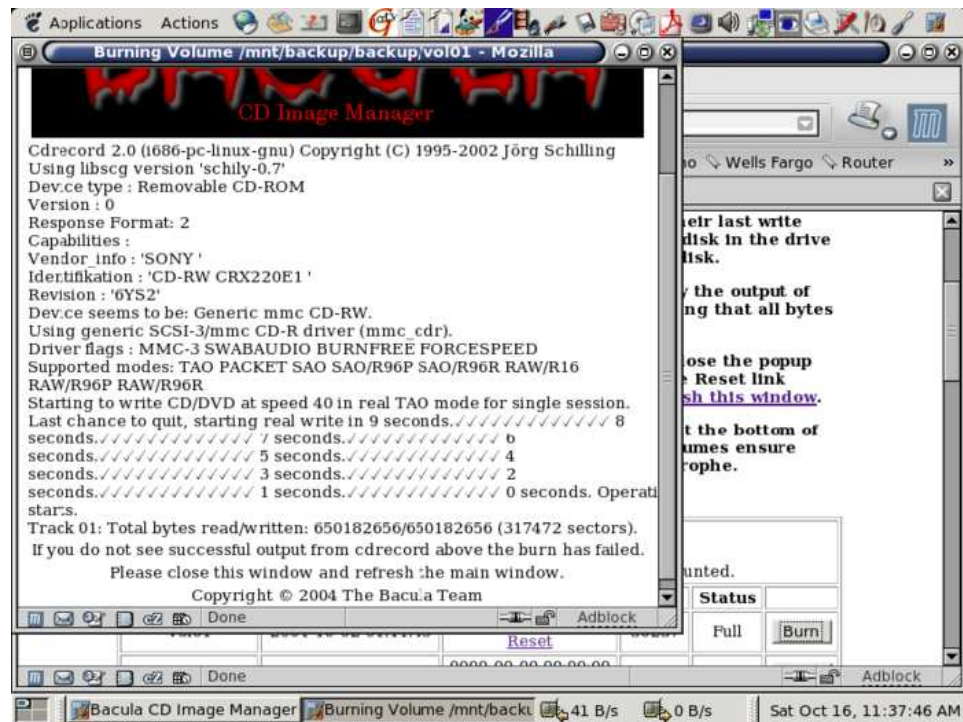 Applications Actions
Burning Volume /mnt/backup/backup/vol01 - Mozilla
CD Image Manager
Cdrecord 2.0 (i686-pc-linux-gnu) Copyright (C) 1995-2002 Jörg Schilling
Using libscg version 'schily-0.7'
Device type : Removable CD-ROM
Version : 0
Response Format: 2
Capabilities :
Vendor_info : 'SONY '
Identifikation : 'CD-RW CRX220E1 '
Revision : '6YS2'
Device seems to be: Generic mmc CD-RW.
Using generic SCSI-3/mmc CD-R driver (mmc_cdr).
Driver flags : MMC-3 SWABAUDIO BURNFREE FORCESPEED
Supported modes: TAO PACKET SAO SAO/R96P SAO/R96R RAW/R16
RAW/R96P RAW/R96R
Starting to write CD/DVD at speed 40 in real TAO mode for single session.
Last chance to quit, starting real write in 9 seconds.✓✓✓✓✓✓✓✓✓✓✓✓✓ 8
seconds.✓✓✓✓✓✓✓✓✓✓✓✓✓ 7 seconds.✓✓✓✓✓✓✓✓✓✓✓✓✓ 6
seconds.✓✓✓✓✓✓✓✓✓✓✓✓✓ 5 seconds.✓✓✓✓✓✓✓✓✓✓✓✓✓ 4
seconds.✓✓✓✓✓✓✓✓✓✓✓✓✓ 3 seconds.✓✓✓✓✓✓✓✓✓✓✓✓✓ 2
seconds.✓✓✓✓✓✓✓✓✓✓✓✓✓ 1 seconds.✓✓✓✓✓✓✓✓✓✓✓✓✓ 0 seconds. Operati
starts.
Track 01: Total bytes read/written: 650182656/650182656 (317472 sectors).
If you do not see successful output from cdrecord above the burn has failed.
Please close this window and refresh the main window.
Copyright © 2004 The Bacula Team
Done Adblock
Wells Fargo Router »
eir last write
disk in the drive
disk.
the output of
ng that all bytes
ose the popup
Reset link
sh this window.
t the bottom of
umes ensure
rophe.
unted.
Status
Reset Full Burn
Done Adblock
Bacula CD Image Manager Burning Volume /mnt/backu 41 B/s 0 B/s Sat Oct 16, 11:37:46 AM